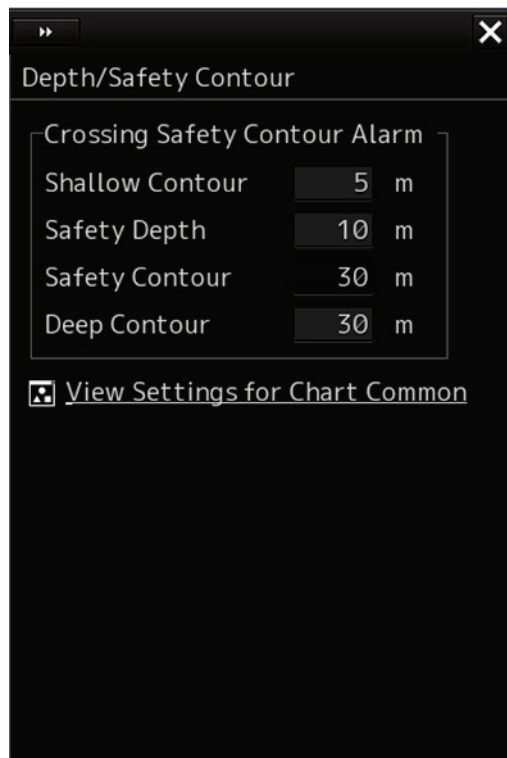 Depth/Safety Contour
Crossing Safety Contour Alarm
Shallow Contour 5 m
Safety Depth 10 m
Safety Contour 30 m
Deep Contour 30 m
View Settings for Chart Common